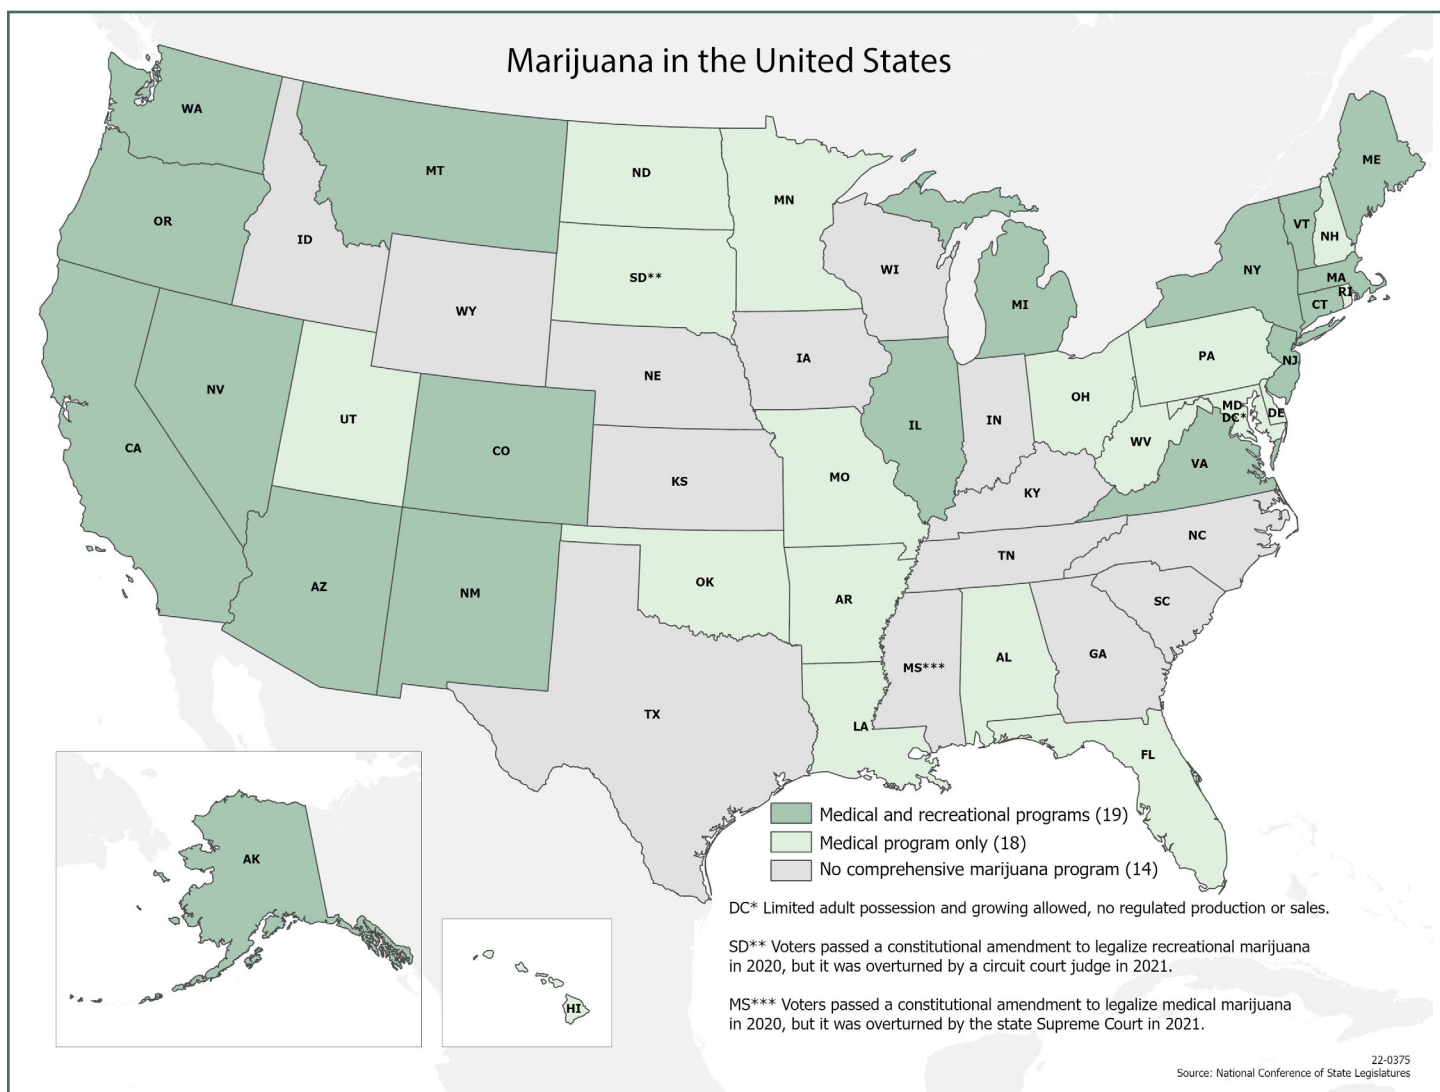 Marijuana in the United States
WA
MT
ND
MN
ME
OR
ID
SD**
WI
VT
NH
NY
MA
RI
CT
WY
MI
IA
PA
NJ
NE
NV
UT
OH
MD
DC*
DE
IN
IL
CA
CO
WV
VA
KS
MO
KY
NC
TN
AZ
NM
OK
AR
SC
MS***
AL
GA
TX
LA
FL
AK
HI
Medical and recreational programs (19)
Medical program only (18)
No comprehensive marijuana program (14)
DC* Limited adult possession and growing allowed, no regulated production or sales.
SD** Voters passed a constitutional amendment to legalize recreational marijuana
in 2020, but it was overturned by a circuit court judge in 2021.
MS*** Voters passed a constitutional amendment to legalize medical marijuana
in 2020, but it was overturned by the state Supreme Court in 2021.
22-0375
Source: National Conference of State Legislatures